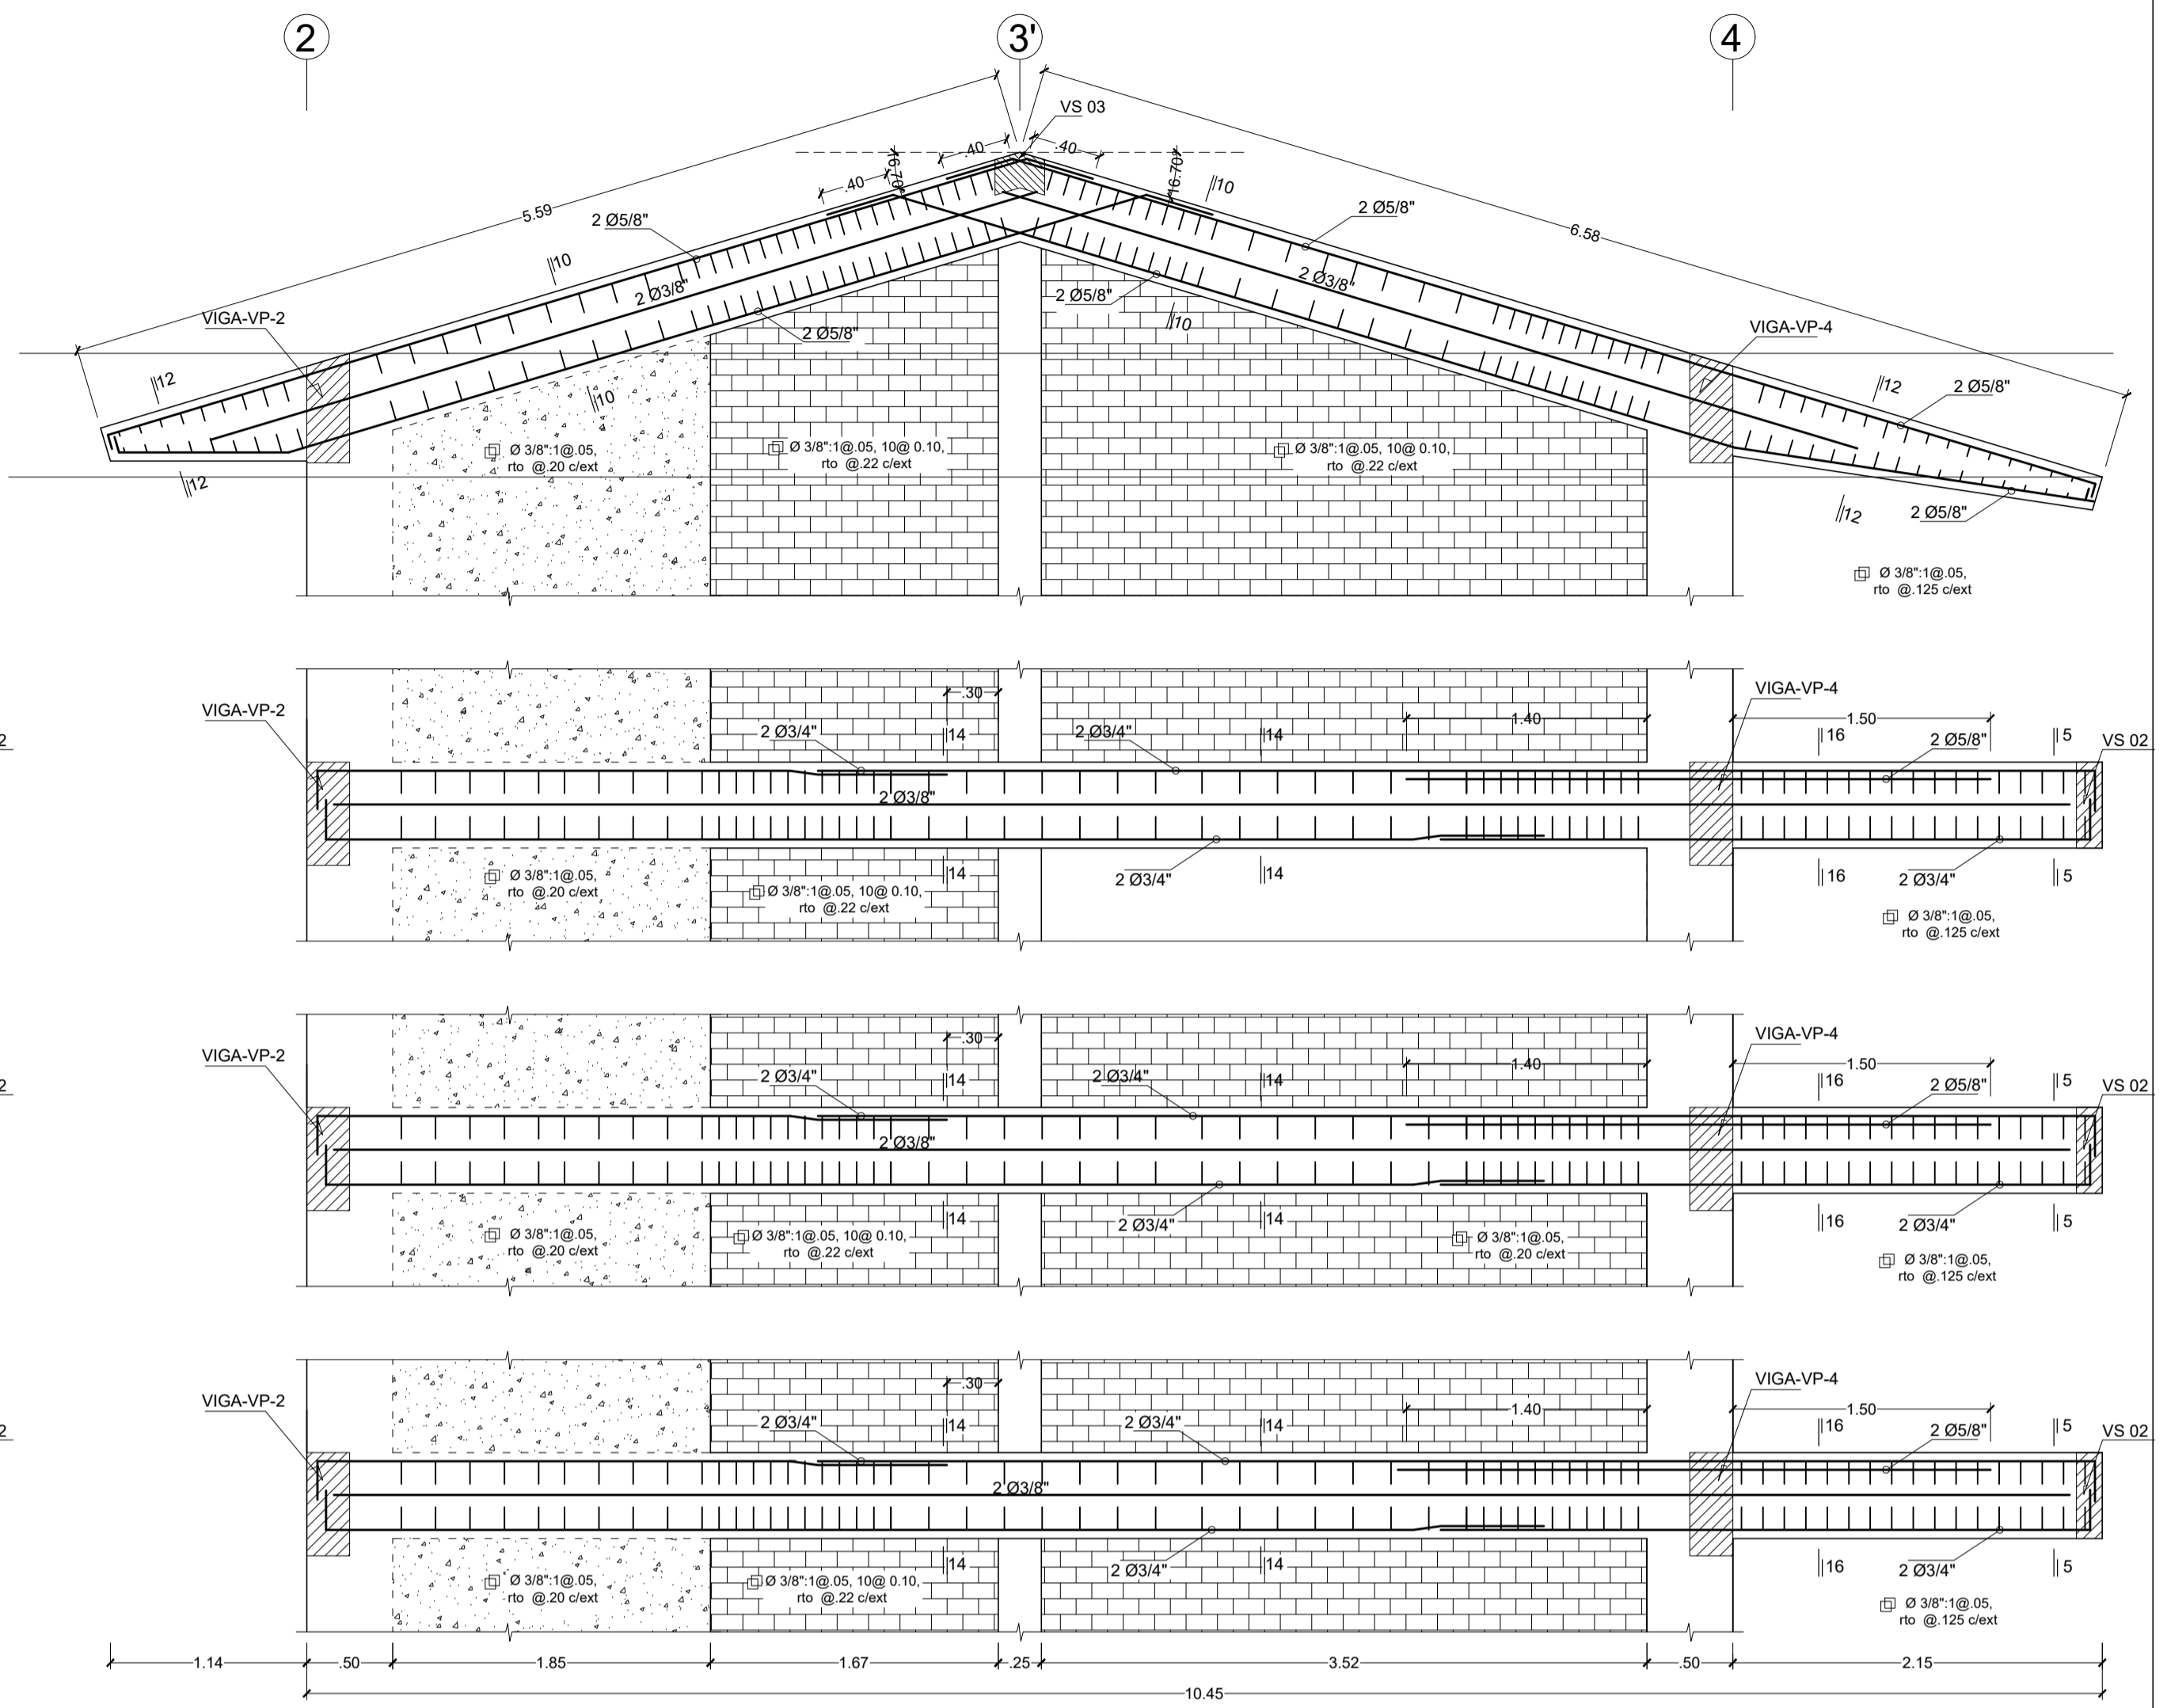 2
3'
4
VS 03
.40
.40
.40
16.70°
16.70°
10
5.59
6.58
2 Ø5/8"
2 Ø5/8"
10
2 Ø3/8"
2 Ø3/8"
2 Ø5/8"
VIGA-VP-2
2 Ø5/8"
10
VIGA-VP-4
12
10
12
2 Ø5/8"
Ø 3/8":1@.05,
rto @.20 c/ext
Ø 3/8":1@.05, 10@ 0.10,
rto @.22 c/ext
Ø 3/8":1@.05, 10@ 0.10,
rto @.22 c/ext
12
12
2 Ø5/8"
Ø 3/8":1@.05,
rto @.125 c/ext
VIGA-VP-2
.30
VIGA-VP-4
2 Ø3/4"
14
2 Ø3/4"
14
1.40
1.50
16
2 Ø5/8"
5
VS 02
2
2 Ø3/8"
Ø 3/8":1@.05,
rto @.20 c/ext
Ø 3/8":1@.05, 10@ 0.10,
rto @.22 c/ext
14
2 Ø3/4"
14
16
2 Ø3/4"
5
Ø 3/8":1@.05,
rto @.125 c/ext
VIGA-VP-2
.30
VIGA-VP-4
2 Ø3/4"
14
2 Ø3/4"
14
1.40
1.50
16
2 Ø5/8"
5
VS 02
2
2 Ø3/8"
Ø 3/8":1@.05,
rto @.20 c/ext
Ø 3/8":1@.05, 10@ 0.10,
rto @.22 c/ext
14
2 Ø3/4"
14
Ø 3/8":1@.05,
rto @.20 c/ext
16
2 Ø3/4"
5
Ø 3/8":1@.05,
rto @.125 c/ext
VIGA-VP-2
.30
VIGA-VP-4
2 Ø3/4"
14
2 Ø3/4"
14
1.40
1.50
16
2 Ø5/8"
5
VS 02
2
2 Ø3/8"
Ø 3/8":1@.05,
rto @.20 c/ext
Ø 3/8":1@.05, 10@ 0.10,
rto @.22 c/ext
14
2 Ø3/4"
14
16
2 Ø3/4"
5
Ø 3/8":1@.05,
rto @.125 c/ext
1.14
.50
1.85
1.67
.25
3.52
.50
2.15
10.45